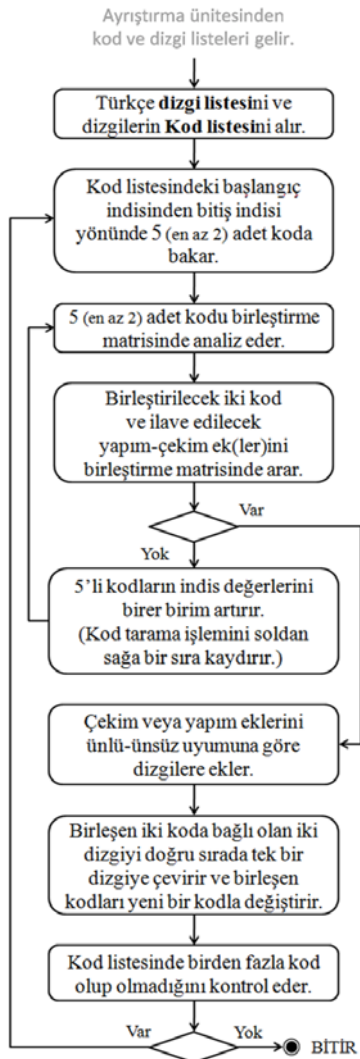 Ayrıştırma ünitesinden
kod ve dizgi listeleri gelir.
Türkçe dizgi listesini ve
dizgilerin Kod listesini alır.
Kod listesindeki başlangıç
indisinden bitiş indisi
yönünde 5 (en az 2) adet koda
bakar.
5 (en az 2) adet kodu birleştirme
matrisinde analiz eder.
Birleştirilecek iki kod
ve ilave edilecek
yapım-çekim ek(ler)ini
birleştirme matrisinde arar.
Var
Yok
5'li kodların indis değerlerini
birer birim artırır.
(Kod tarama işlemini soldan
sağa bir sıra kaydırır.)
Çekim veya yapım eklerini
ünlü-ünsüz uyumuna göre
dizgilere ekler.
Birleşen iki koda bağlı olan iki
dizgiyi doğru sırada tek bir
dizgiye çevirir ve birleşen
kodları yeni bir kodla değiştirir.
Kod listesinde birden fazla kod
olup olmadığını kontrol eder.
Var
Yok
BİTİR